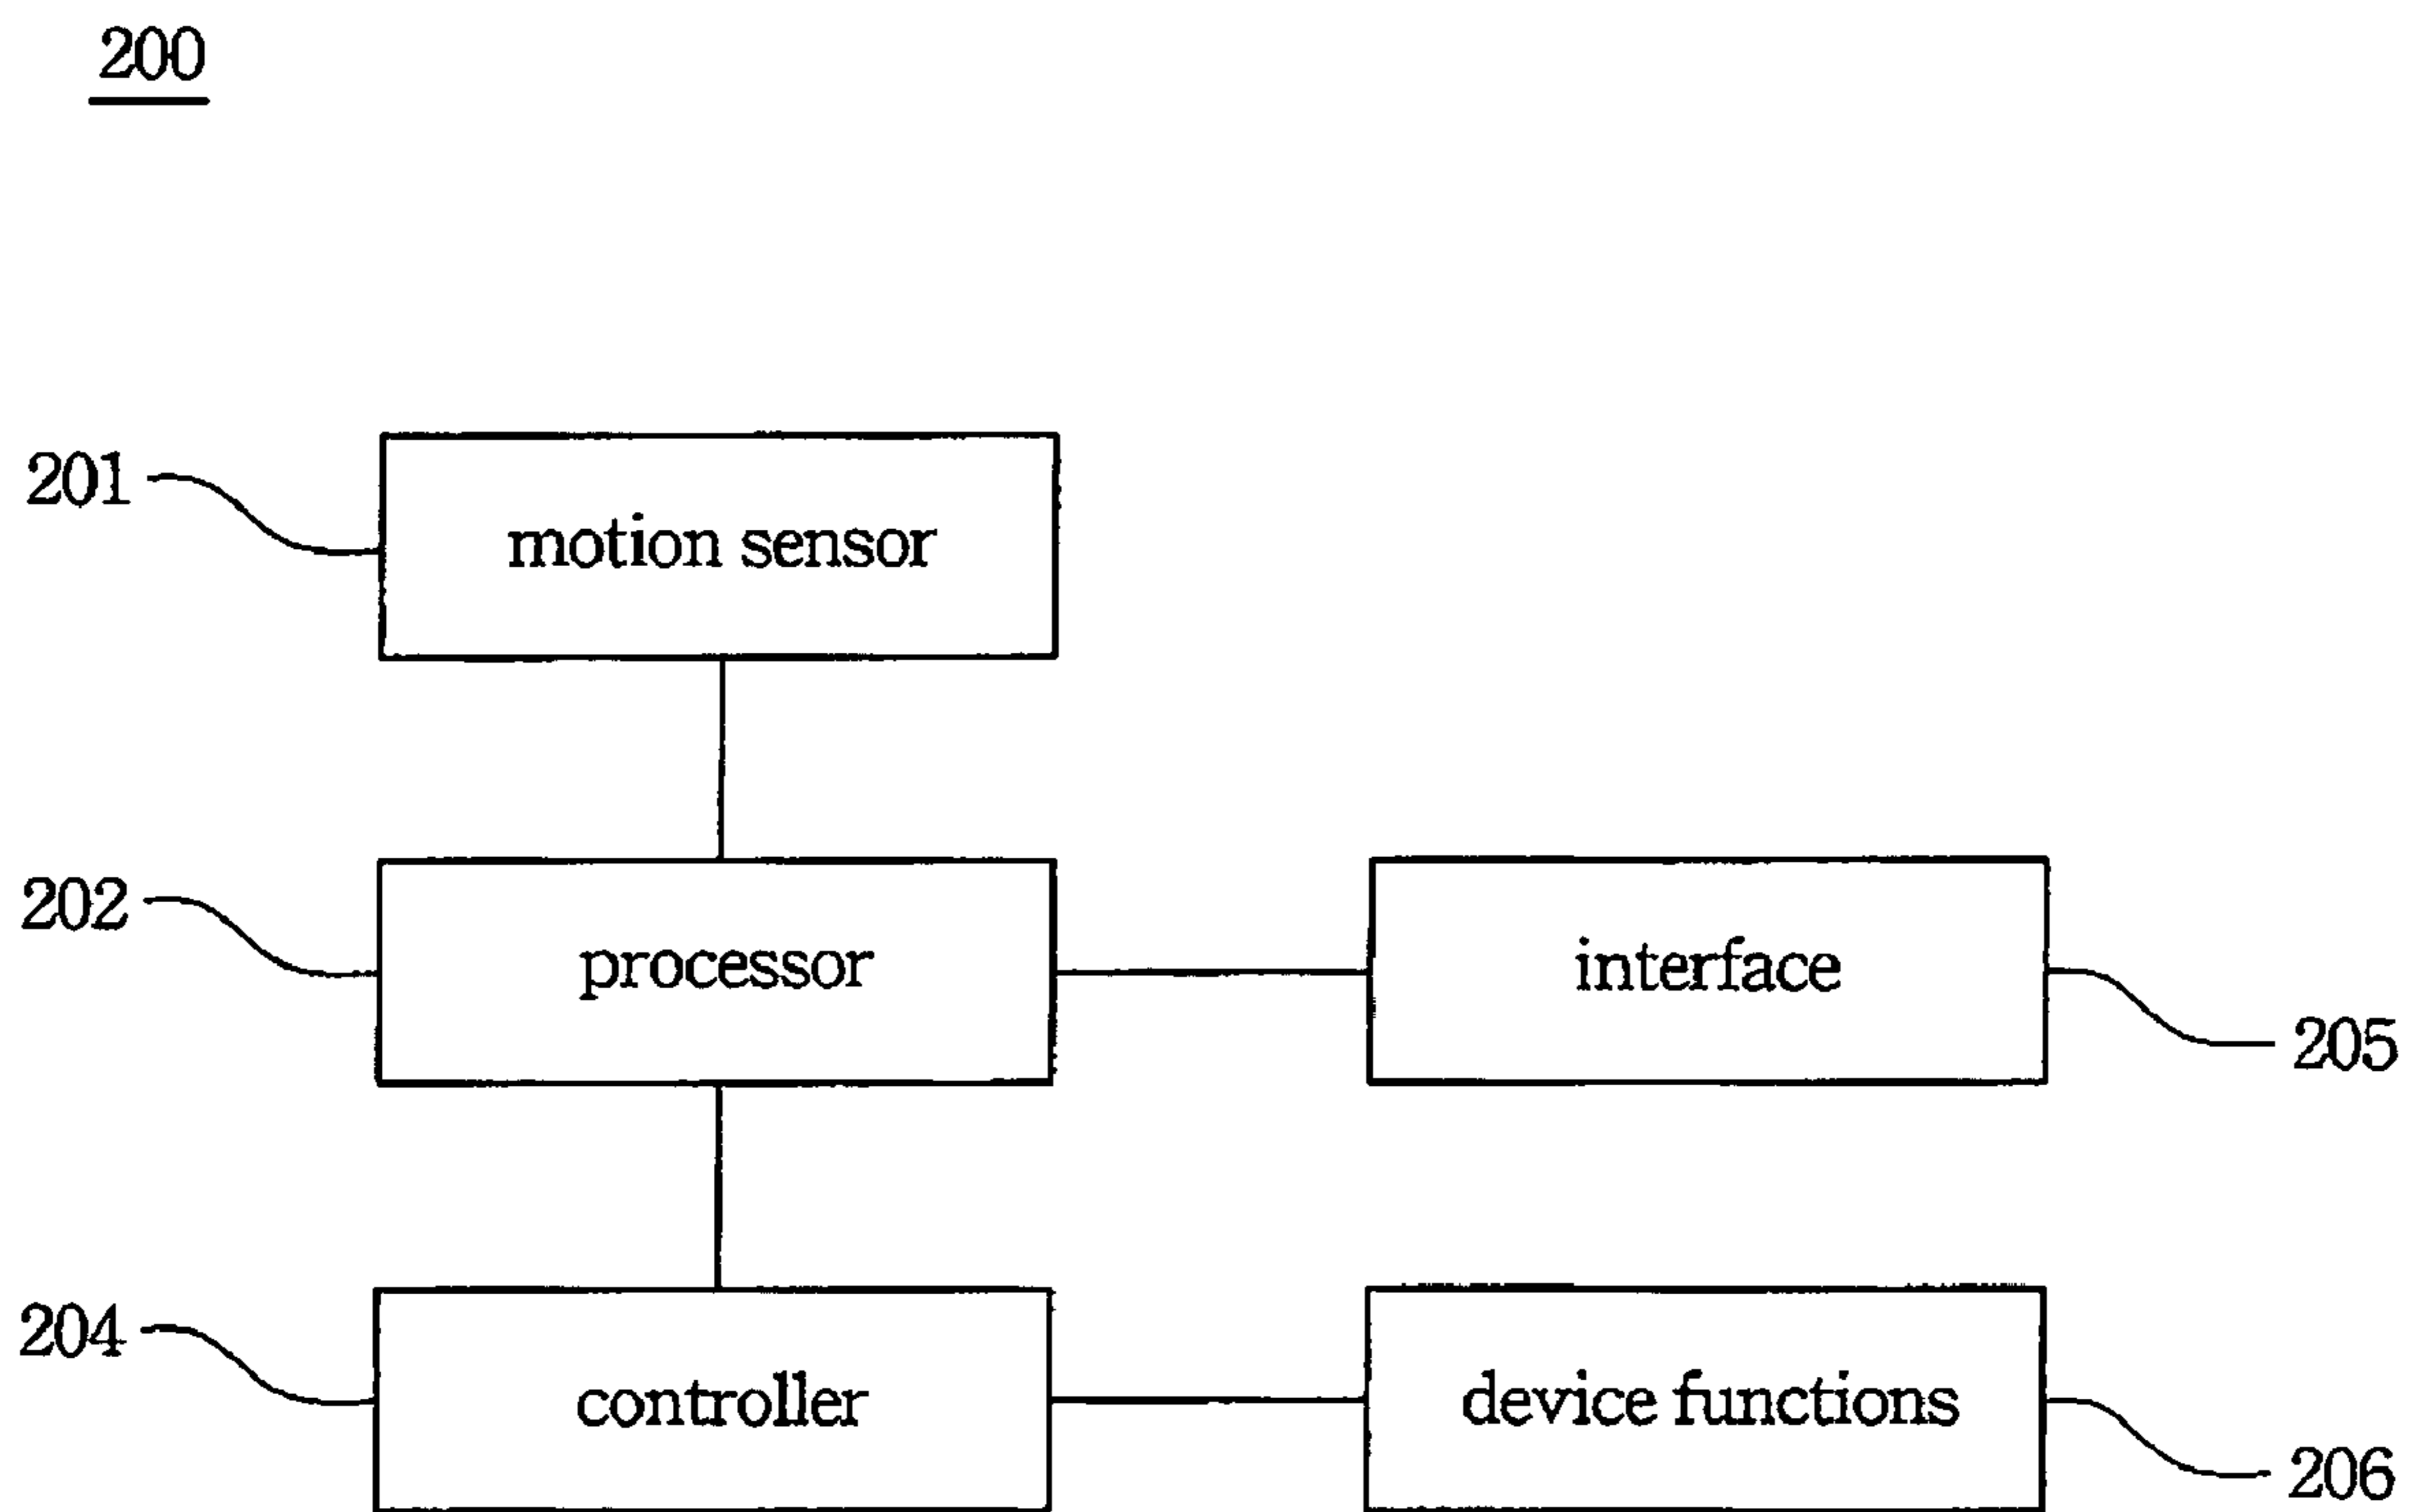 200
201
motion sensor
202
processor
interface
205
204
controller
device functions
206